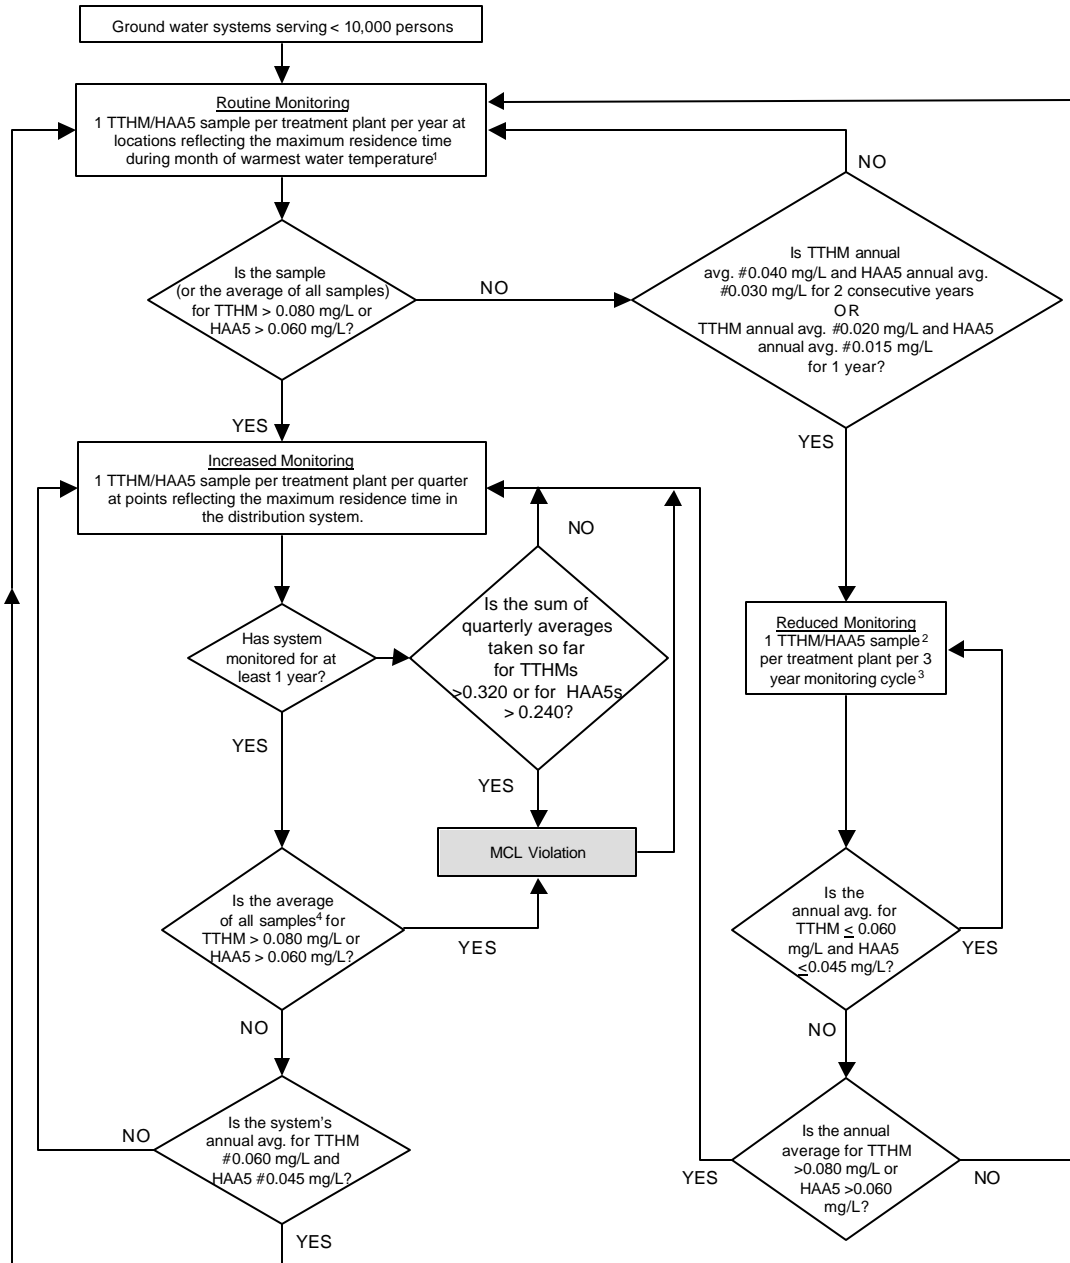 Ground water systems serving < 10,000 persons
Routine Monitoring
1 TTHM/HAA5 sample per treatment plant per year at
locations reflecting the maximum residence time
during month of warmest water temperature¹
NO
Is the sample
(or the average of all samples)
for TTHM > 0.080 mg/L or
HAA5 > 0.060 mg/L?
NO
Is TTHM annual
avg. #0.040 mg/L and HAA5 annual avg.
#0.030 mg/L for 2 consecutive years
OR
TTHM annual avg. #0.020 mg/L and HAA5
annual avg. #0.015 mg/L
for 1 year?
YES
YES
Increased Monitoring
1 TTHM/HAA5 sample per treatment plant per quarter
at points reflecting the maximum residence time in
the distribution system.
NO
Has system
monitored for at
least 1 year?
Is the sum of
quarterly averages
taken so far
for TTHMs
>0.320 or for HAA5s
> 0.240?
Reduced Monitoring
1 TTHM/HAA5 sample²
per treatment plant per 3
year monitoring cycle³
YES
YES
MCL Violation
Is the average
of all samples⁴ for
TTHM > 0.080 mg/L or
HAA5 > 0.060 mg/L?
YES
Is the
annual avg. for
TTHM ≤ 0.060
mg/L and HAA5
≤0.045 mg/L?
YES
NO
NO
Is the system's
annual avg. for TTHM
#0.060 mg/L and
HAA5 #0.045 mg/L?
NO
YES
Is the annual
average for TTHM
>0.080 mg/L or
HAA5 >0.060
mg/L?
YES
NO